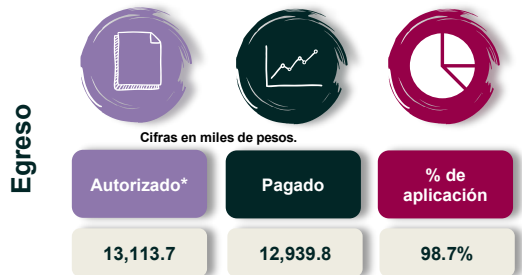 Egreso
Cifras en miles de pesos.
Autorizado*
Pagado
% de
aplicación
13,113.7
12,939.8
98.7%